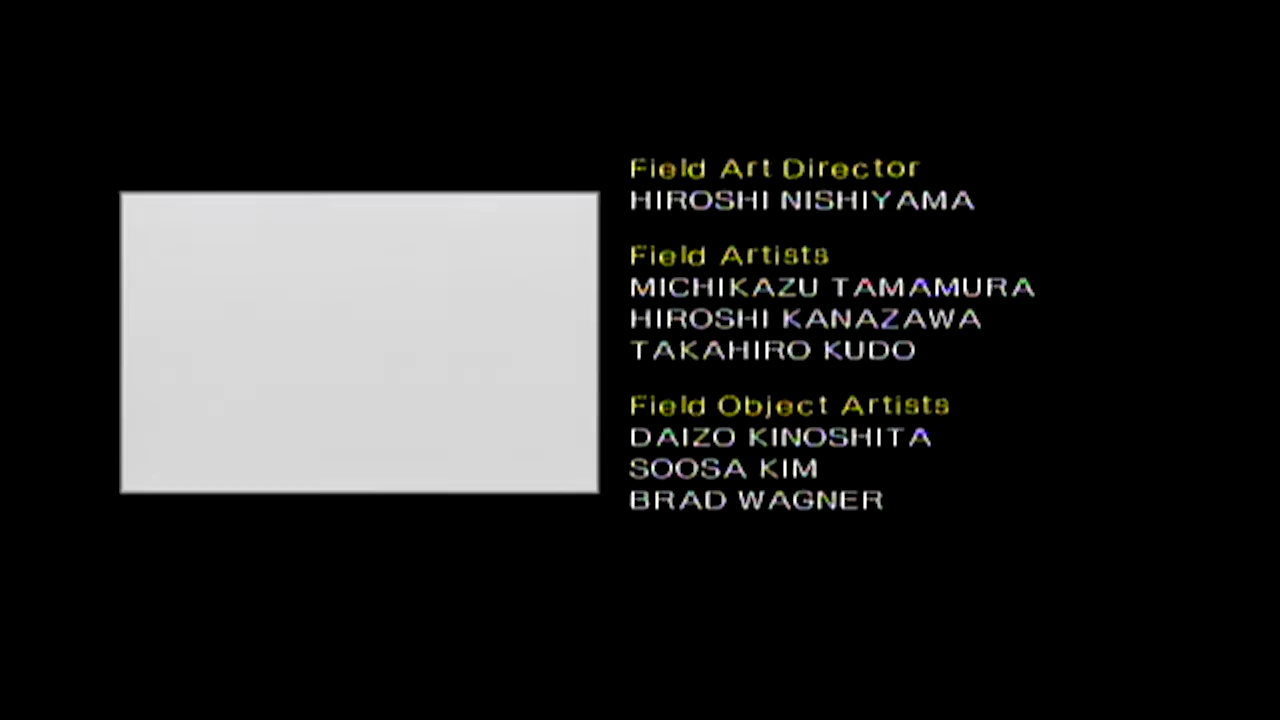 Field Art Director
HIROSHI NISHIYAMA
Field Artists
MICHIKAZU TAMAMURA
HIROSHI KANAZAWA
TAKAHIRO KUDO
Field Object Artists
DAIZO KINOSHITA
SOOSA KIM
BRAD WAGNER